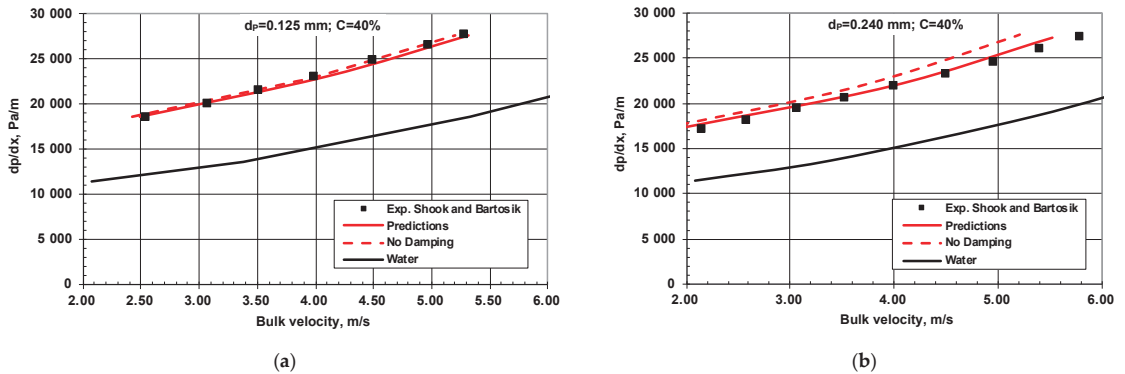 dP=0.125 mm; C=40%
30 000
25 000
20 000
15 000
10 000
5 000
0
dp/dx, Pa/m
Exp. Shook and Bartosik
Predictions
No Damping
Water
2.00 2.50 3.00 3.50 4.00 4.50 5.00 5.50 6.00
Bulk velocity, m/s
(a)
dP=0.240 mm; C=40%
30 000
25 000
20 000
15 000
10 000
5 000
0
dp/dx, Pa/m
Exp. Shook and Bartosik
Predictions
No Damping
Water
2.00 3.00 4.00 5.00 6.00
Bulk velocity, m/s
(b)